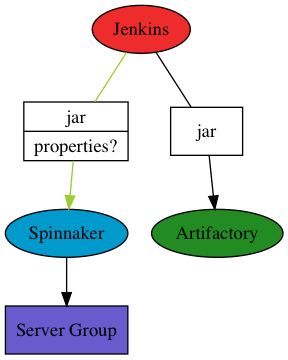 Jenkins
jar
properties?
jar
Spinnaker
Artifactory
Server Group